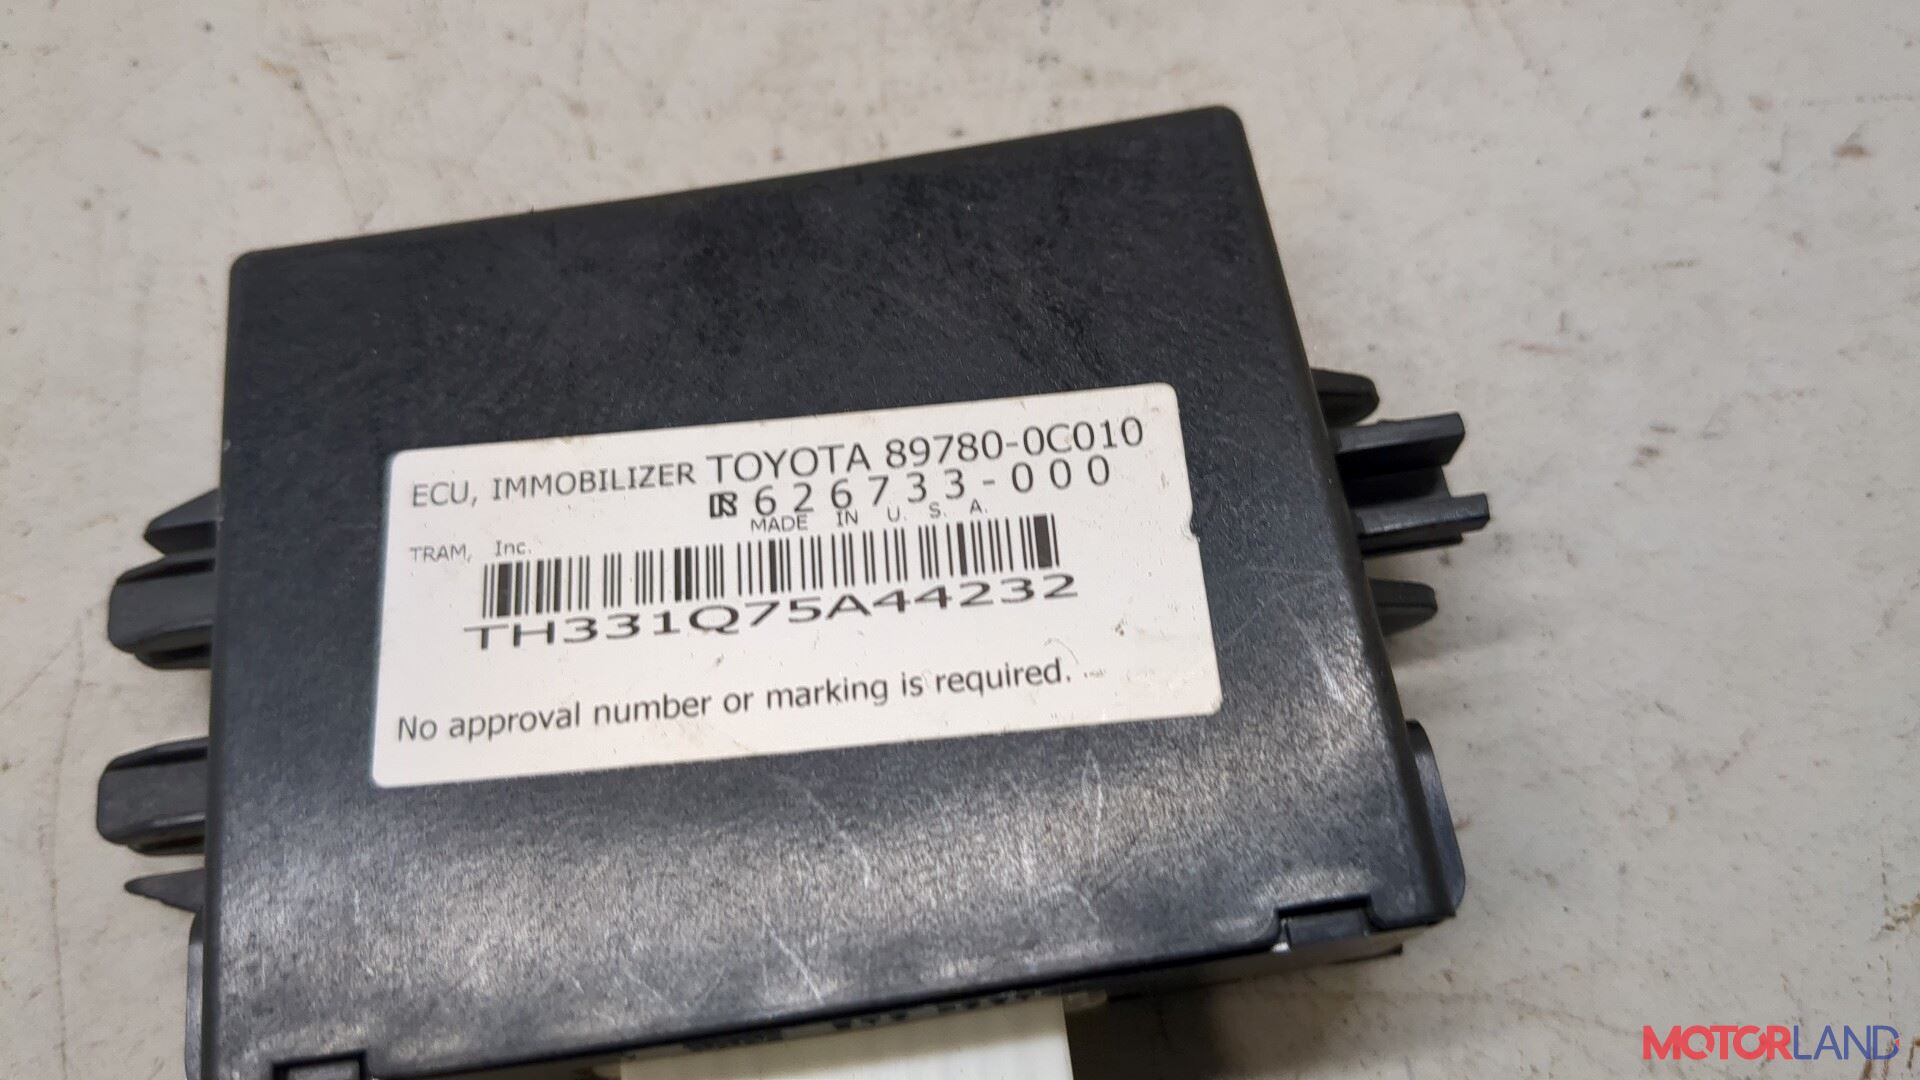 ECU, IMMOBILIZER TOYOTA 89780-0C010
626733-000
MADE IN U. S. A.
TRAM, Inc.
TH331Q75A44232
No approval number or marking is required.
MOTORLAND